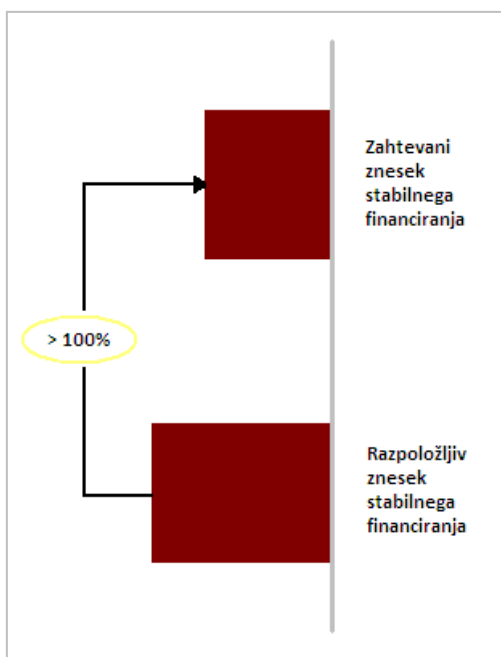 Zahtevani
znesek
stabilnega
financiranja
> 100%
Razpoložljiv
znesek
stabilnega
financiranja